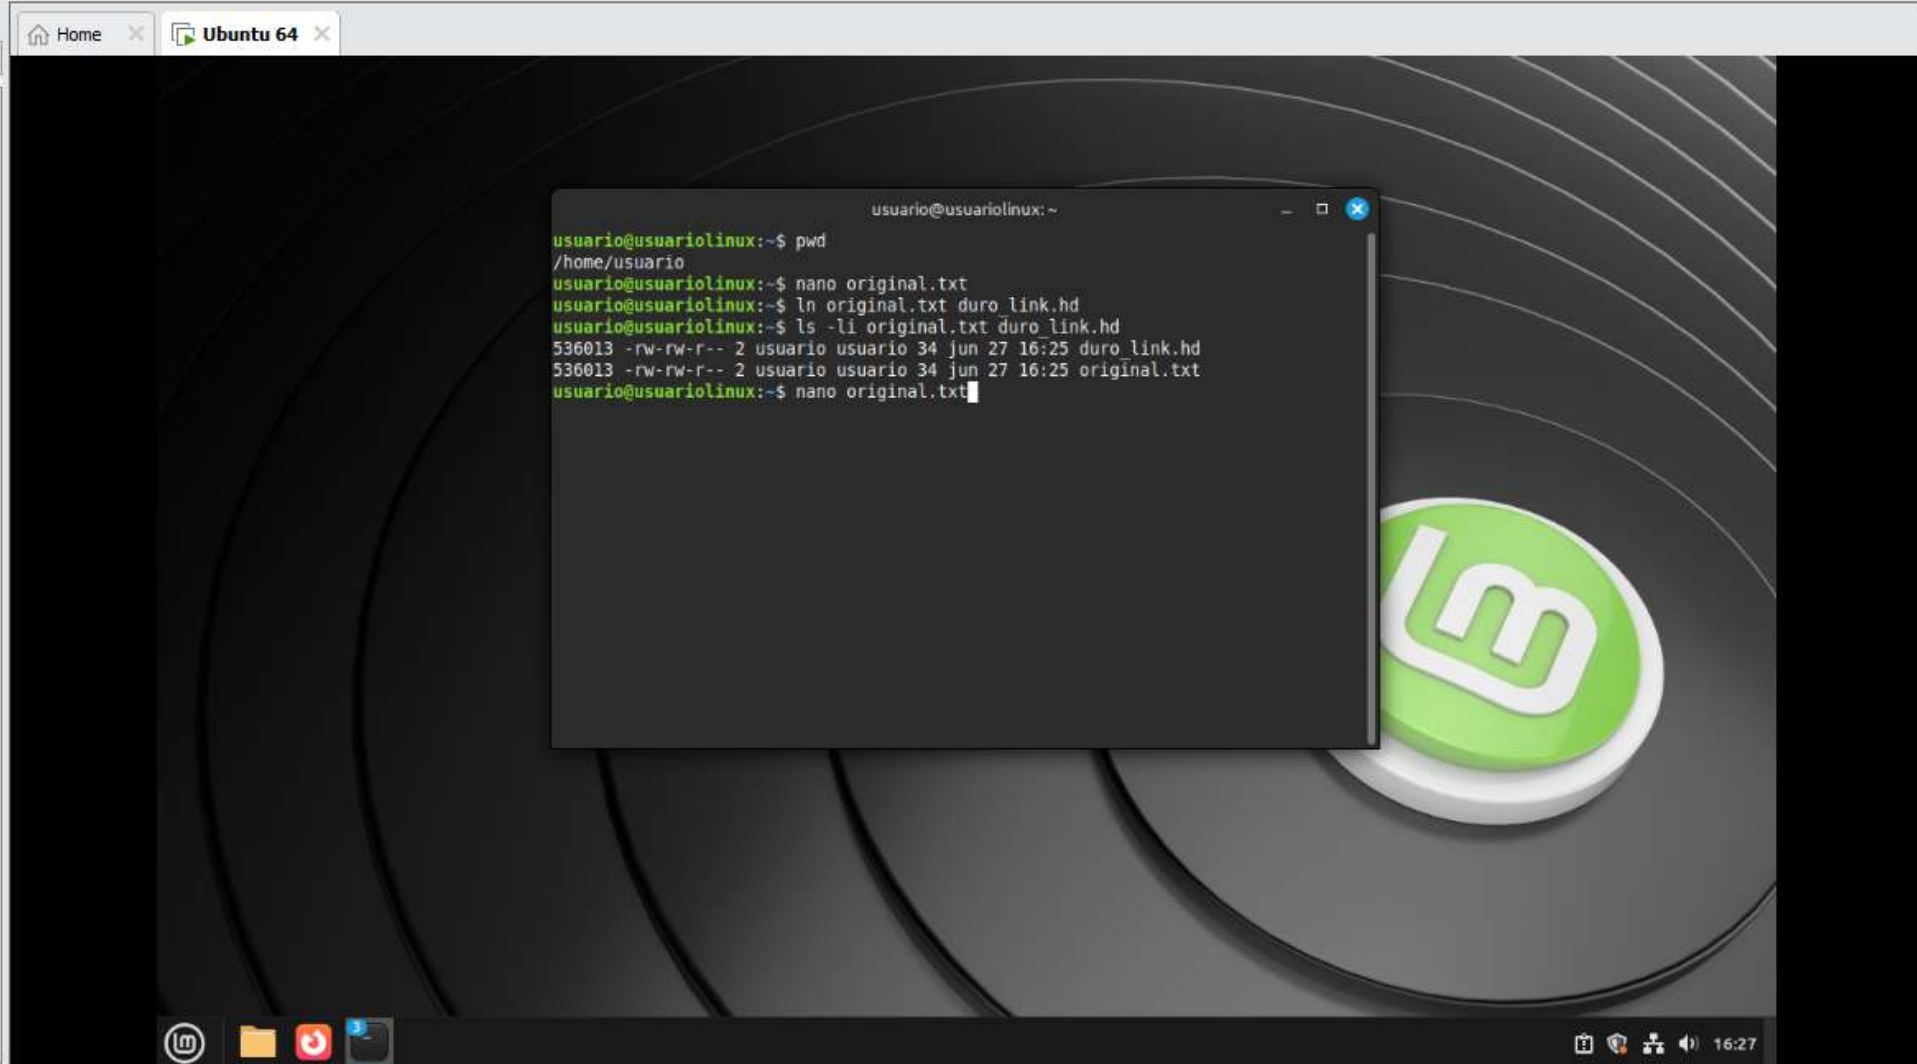 Home
Ubuntu 64
usuario@usuariolinux: ~
usuario@usuariolinux:~$ pwd
/home/usuario
usuario@usuariolinux:~$ nano original.txt
usuario@usuariolinux:~$ ln original.txt duro_link.hd
usuario@usuariolinux:~$ ls -li original.txt duro_link.hd
536013 -rw-rw-r-- 2 usuario usuario 34 jun 27 16:25 duro_link.hd
536013 -rw-rw-r-- 2 usuario usuario 34 jun 27 16:25 original.txt
usuario@usuariolinux:~$ nano original.txt
3
16:27